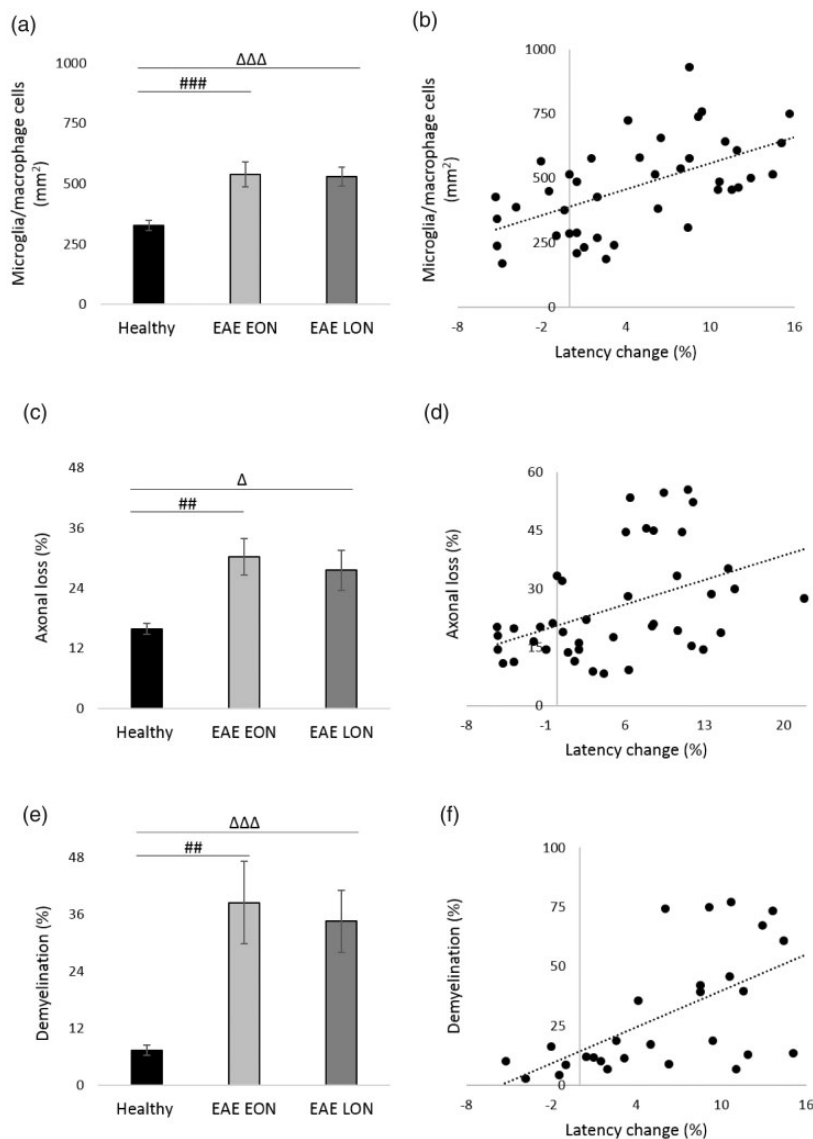 (a)
ΔΔΔ
###
1000
750
500
250
0
Microglia/macrophage cells
(mm²)
Healthy
EAE EON
EAE LON
(b)
1000
750
500
250
0
Microglia/macrophage cells
(mm²)
-8
-2
4
10
16
Latency change (%)
(c)
Δ
##
48
36
24
12
0
Axonal loss (%)
Healthy
EAE EON
EAE LON
(d)
60
45
30
15
0
Axonal loss (%)
-8
-1
6
13
20
Latency change (%)
(e)
ΔΔΔ
##
48
36
24
12
0
Demyelination (%)
Healthy
EAE EON
EAE LON
(f)
100
75
50
25
0
Demyelination (%)
-8
-2
4
10
16
Latency change (%)